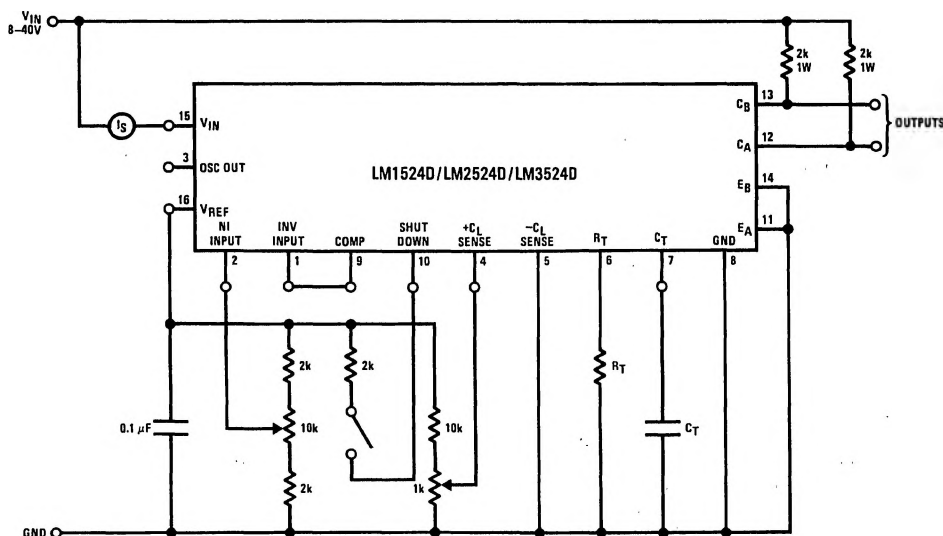 VIN
8–40V
2k
1W
2k
1W
13
CB
15
VIN
IS
OUTPUTS
12
CA
3
OSC OUT
LM1524D/LM2524D/LM3524D
14
EB
16
VREF
11
EA
NI
INPUT
INV
INPUT
COMP
SHUT
DOWN
+CL
SENSE
−CL
SENSE
RT
CT
GND
2
1
9
10
4
5
6
7
8
2k
2k
RT
0.1 μF
10k
10k
CT
2k
1k
GND